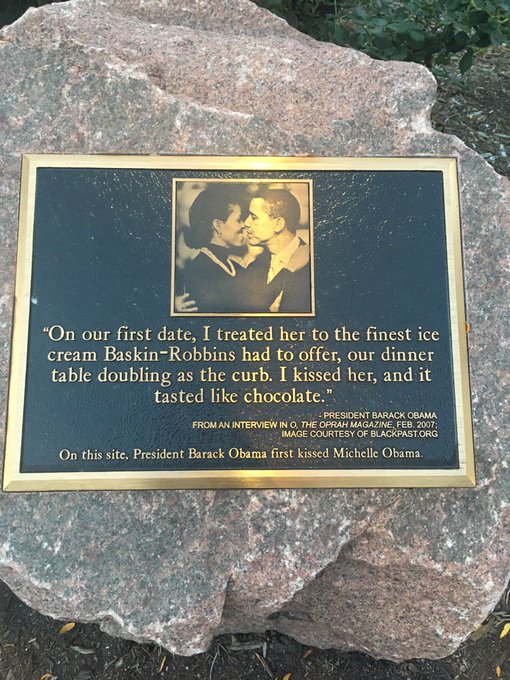 “On our first date, I treated her to the finest ice
cream Baskin-Robbins had to offer, our dinner
table doubling as the curb. I kissed her, and it
tasted like chocolate.”
- PRESIDENT BARACK OBAMA
FROM AN INTERVIEW IN O, THE OPRAH MAGAZINE, FEB. 2007;
IMAGE COURTESY OF BLACKPAST.ORG
On this site, President Barack Obama first kissed Michelle Obama.